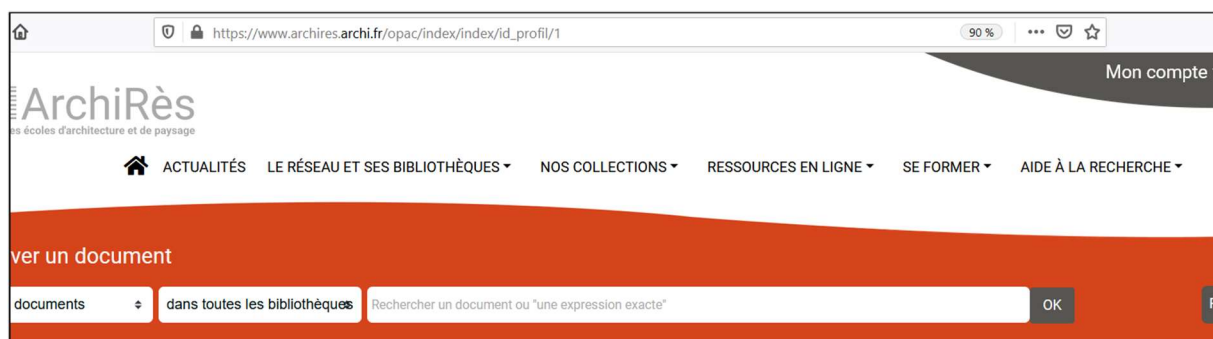 https://www.archires.archi.fr/opac/index/index/id_profil/1 90 % ...
Mon compte
ArchiRès
es écoles d'architecture et de paysage
ACTUALITÉS LE RÉSEAU ET SES BIBLIOTHÈQUES NOS COLLECTIONS RESSOURCES EN LIGNE SE FORMER AIDE À LA RECHERCHE
ver un document
documents dans toutes les bibliothèques Rechercher un document ou "une expression exacte" OK